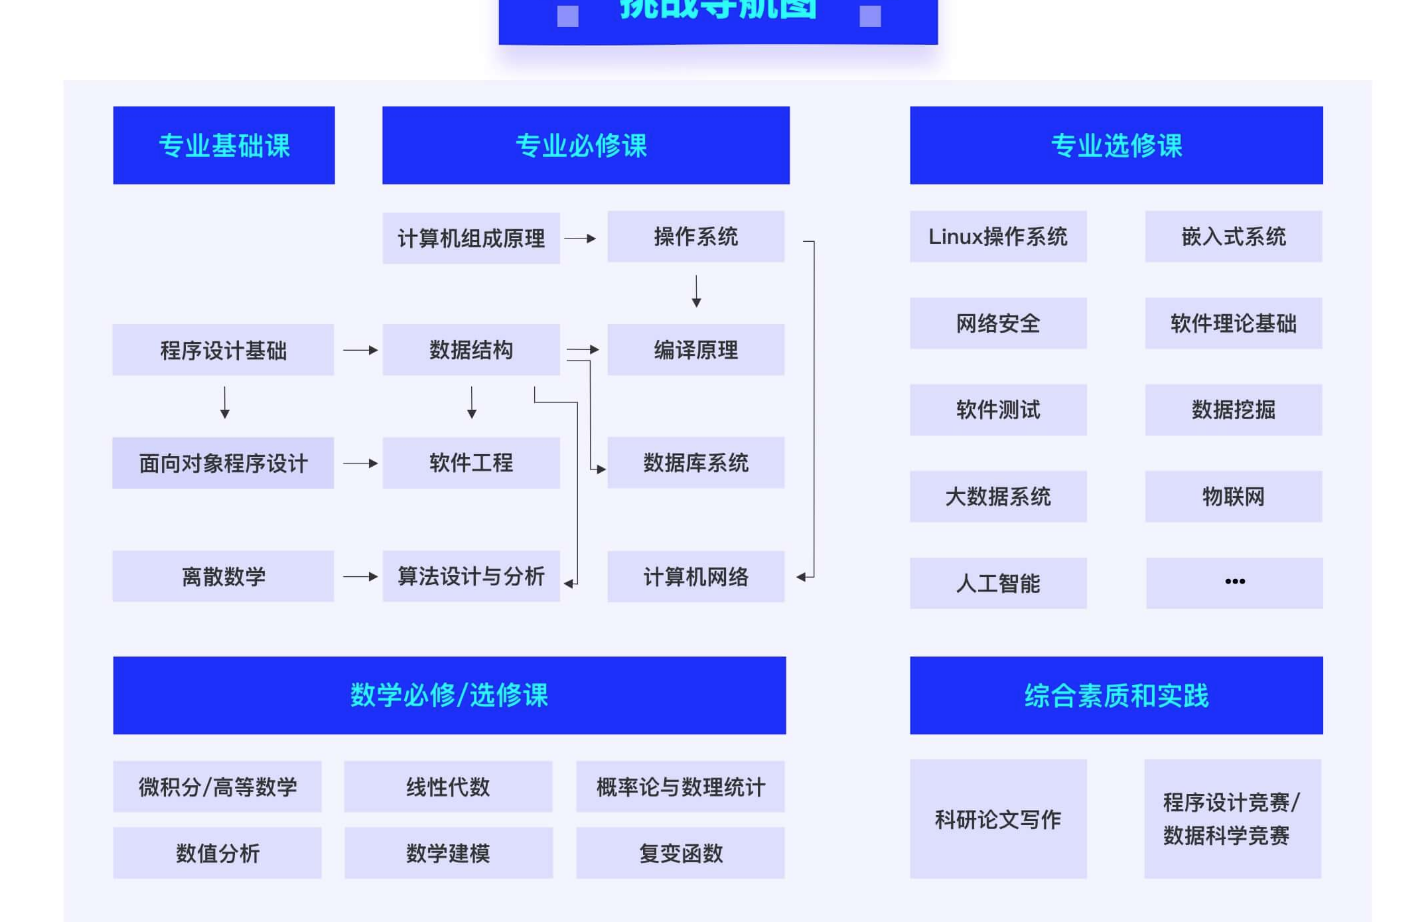 挑战导航图
专业基础课
专业必修课
专业选修课
计算机组成原理
操作系统
Linux操作系统
嵌入式系统
网络安全
软件理论基础
程序设计基础
数据结构
编译原理
软件测试
数据挖掘
面向对象程序设计
软件工程
数据库系统
大数据系统
物联网
离散数学
算法设计与分析
计算机网络
人工智能
•••
数学必修/选修课
综合素质和实践
微积分/高等数学
线性代数
概率论与数理统计
科研论文写作
程序设计竞赛/
数据科学竞赛
数值分析
数学建模
复变函数